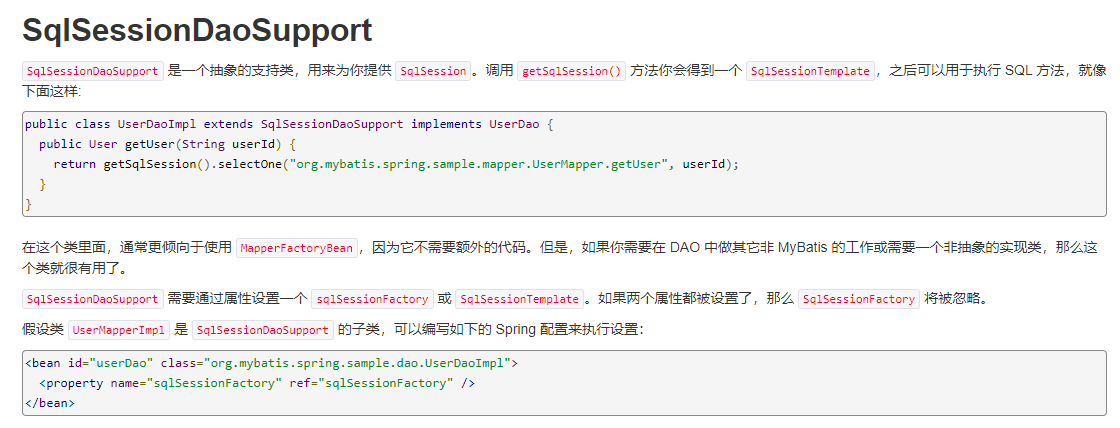 SqlSessionDaoSupport
SqlSessionDaoSupport 是一个抽象的支持类，用来为你提供 SqlSession。调用 getSqlSession() 方法你会得到一个 SqlSessionTemplate，之后可以用于执行 SQL 方法，就像
下面这样:
public class UserDaoImpl extends SqlSessionDaoSupport implements UserDao {
  public User getUser(String userId) {
    return getSqlSession().selectOne("org.mybatis.spring.sample.mapper.UserMapper.getUser", userId);
  }
}
在这个类里面，通常更倾向于使用 MapperFactoryBean，因为它不需要额外的代码。但是，如果你需要在 DAO 中做其它非 MyBatis 的工作或需要一个非抽象的实现类，那么这
个类就很有用了。
SqlSessionDaoSupport 需要通过属性设置一个 sqlSessionFactory 或 SqlSessionTemplate。如果两个属性都被设置了，那么 SqlSessionFactory 将被忽略。
假设类 UserMapperImpl 是 SqlSessionDaoSupport 的子类，可以编写如下的 Spring 配置来执行设置：
<bean id="userDao" class="org.mybatis.spring.sample.dao.UserDaoImpl">
  <property name="sqlSessionFactory" ref="sqlSessionFactory" />
</bean>